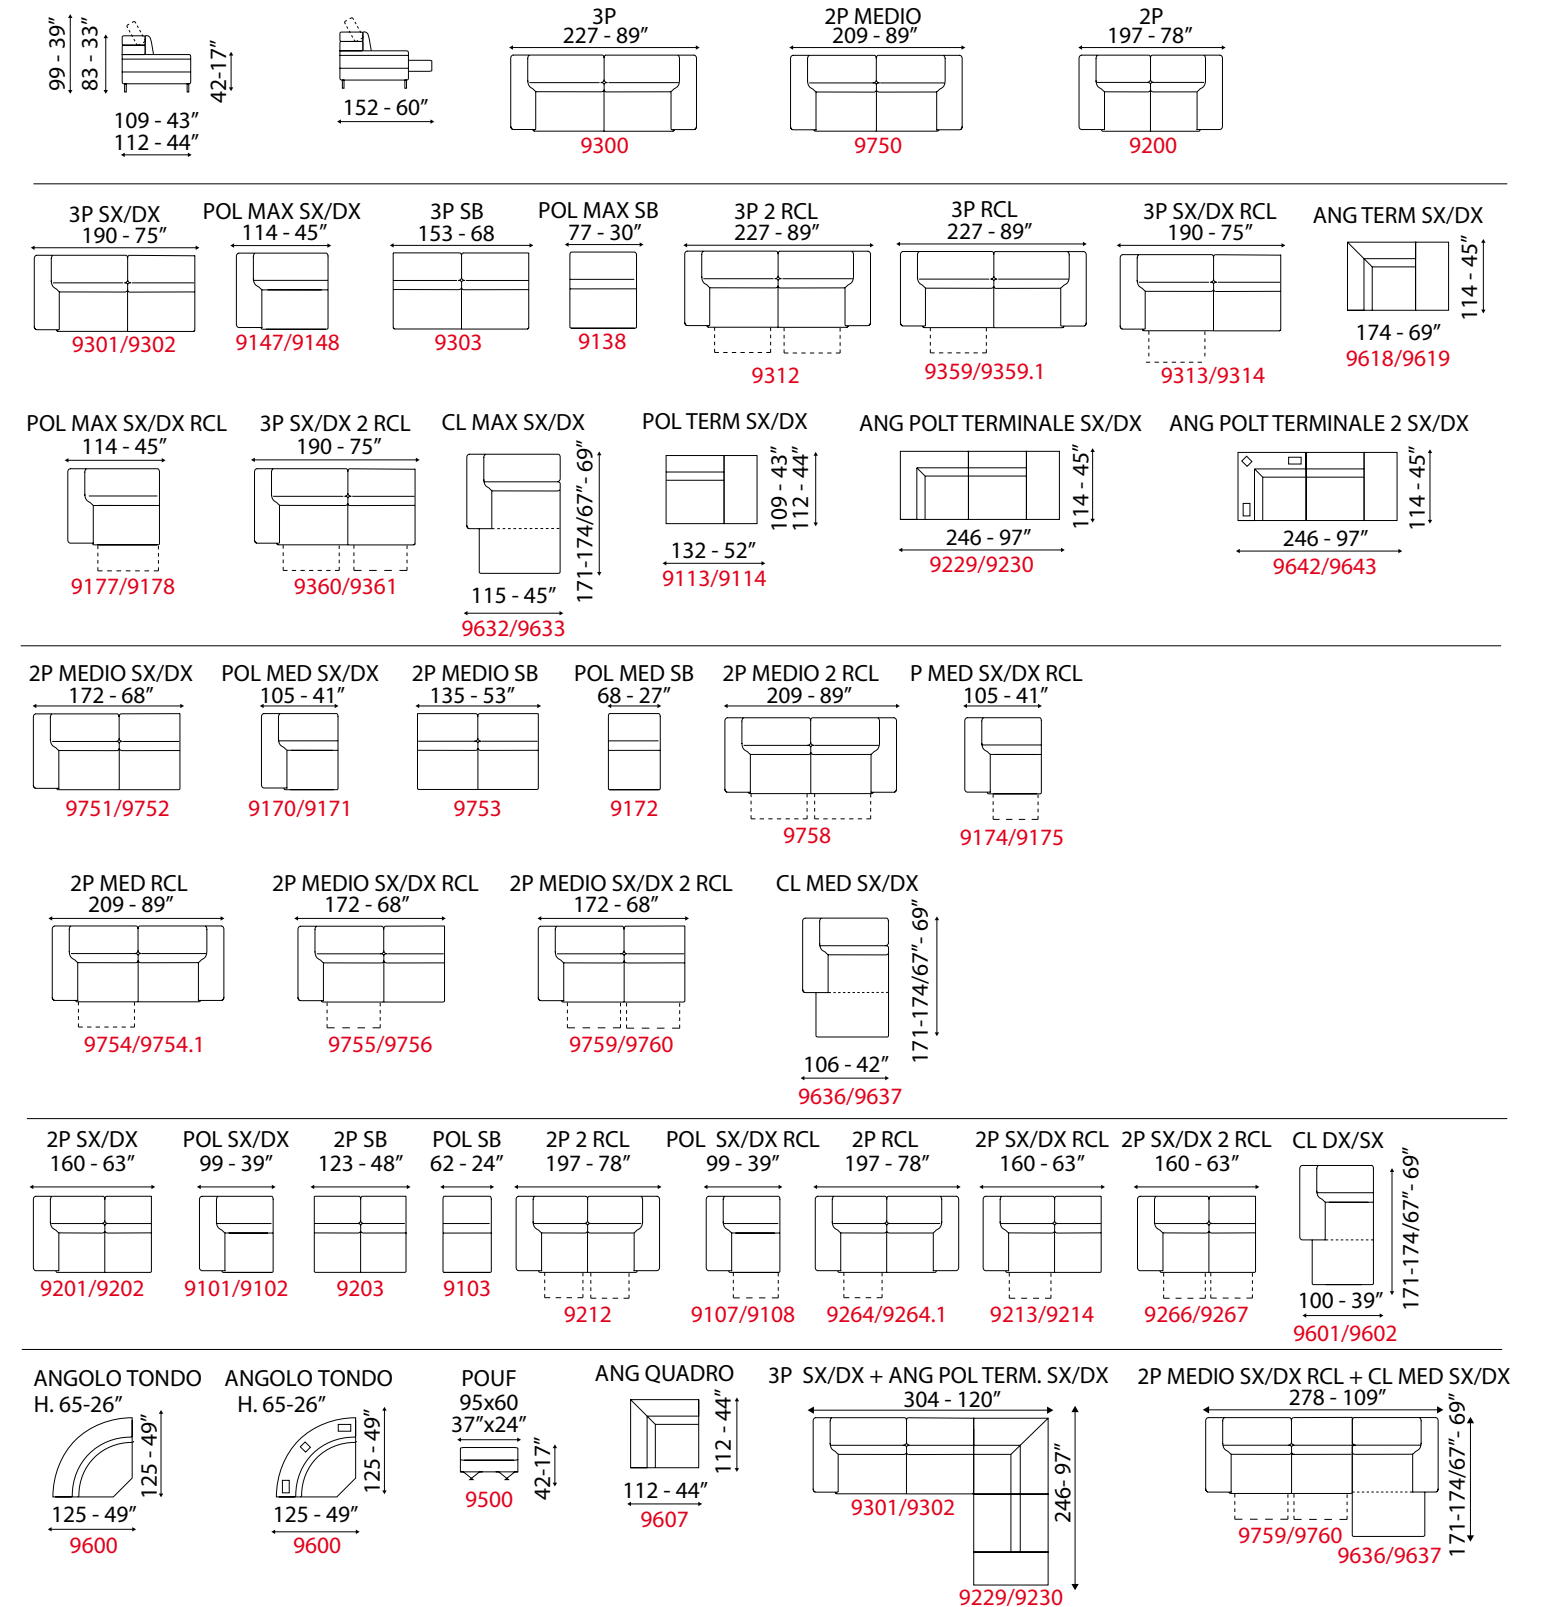 99 - 39”
83 - 33”
42-17”
109 - 43”
112 - 44”
152 - 60”
3P
227 - 89”
9300
2P MEDIO
209 - 89”
9750
2P
197 - 78”
9200
3P SX/DX
190 - 75”
9301/9302
POL MAX SX/DX
114 - 45”
9147/9148
3P SB
153 - 68
9303
POL MAX SB
77 - 30”
9138
3P 2 RCL
227 - 89”
9312
3P RCL
227 - 89”
9359/9359.1
3P SX/DX RCL
190 - 75”
9313/9314
ANG TERM SX/DX
114 - 45”
174 - 69”
9618/9619
POL MAX SX/DX RCL
114 - 45”
9177/9178
3P SX/DX 2 RCL
190 - 75”
9360/9361
CL MAX SX/DX
171-174/67”- 69”
115 - 45”
9632/9633
POL TERM SX/DX
109 - 43”
112 - 44”
132 - 52”
9113/9114
ANG POLT TERMINALE SX/DX
114 - 45”
246 - 97”
9229/9230
ANG POLT TERMINALE 2 SX/DX
114 - 45”
246 - 97”
9642/9643
2P MEDIO SX/DX
172 - 68”
9751/9752
POL MED SX/DX
105 - 41”
9170/9171
2P MEDIO SB
135 - 53”
9753
POL MED SB
68 - 27”
9172
2P MEDIO 2 RCL
209 - 89”
9758
P MED SX/DX RCL
105 - 41”
9174/9175
2P MED RCL
209 - 89”
9754/9754.1
2P MEDIO SX/DX RCL
172 - 68”
9755/9756
2P MEDIO SX/DX 2 RCL
172 - 68”
9759/9760
CL MED SX/DX
171-174/67”- 69”
106 - 42”
9636/9637
2P SX/DX
160 - 63”
9201/9202
POL SX/DX
99 - 39”
9101/9102
2P SB
123 - 48”
9203
POL SB
62 - 24”
9103
2P 2 RCL
197 - 78”
9212
POL SX/DX RCL
99 - 39”
9107/9108
2P RCL
197 - 78”
9264/9264.1
2P SX/DX RCL
160 - 63”
9213/9214
2P SX/DX 2 RCL
160 - 63”
9266/9267
CL DX/SX
171-174/67”- 69”
100 - 39”
9601/9602
ANGOLO TONDO
H. 65-26”
125 - 49”
125 - 49”
9600
ANGOLO TONDO
H. 65-26”
125 - 49”
125 - 49”
9600
POUF
95x60
37”x24”
42-17”
9500
ANG QUADRO
112 - 44”
112 - 44”
9607
3P SX/DX + ANG POL TERM. SX/DX
304 - 120”
9301/9302
246- 97”
9229/9230
2P MEDIO SX/DX RCL + CL MED SX/DX
278 - 109”
171-174/67”- 69”
9759/9760
9636/9637